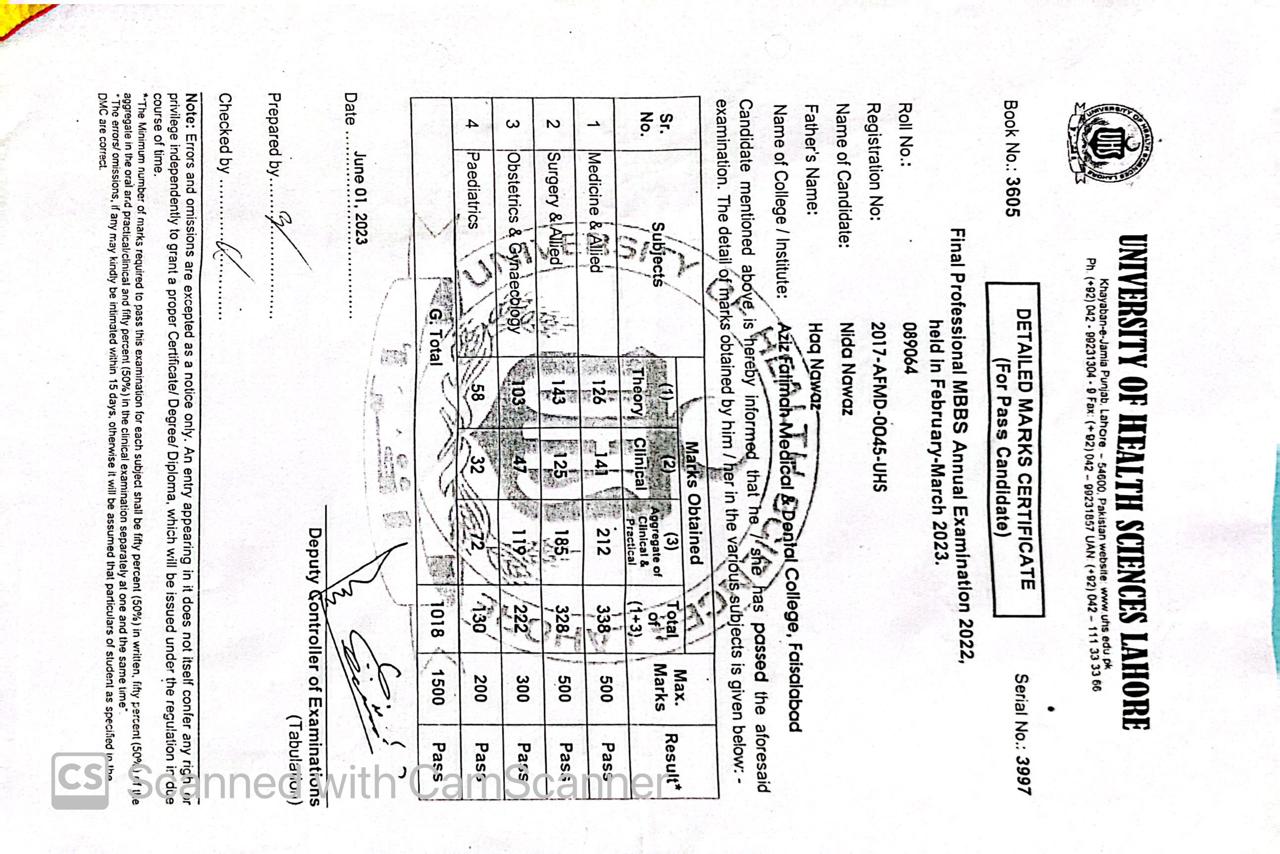 UNIVERSITY OF HEALTH SCIENCES LAHORE
Khayaban-e-Jamia Punjab, Lahore – 54600, Pakistan website: www.uhs.edu.pk
Ph: (+92) 042 - 99231304 - 9 Fax: (+92) 042 – 99231857 UAN: (+92) 042 – 111 33 33 66
UNIVERSITY OF HEALTH SCIENCES LAHORE
UHS
Book No.: 3605
DETAILED MARKS CERTIFICATE
(For Pass Candidate)
Serial No.: 3997
Final Professional MBBS Annual Examination 2022,
held in February-March 2023.
Roll No.: 089064
Registration No: 2017-AFMD-0045-UHS
Name of Candidate: Nida Nawaz
Father's Name: Haq Nawaz
Name of College / Institute: Aziz Fatimah Medical & Dental College, Faisalabad
Candidate mentioned above, is hereby informed that he / she has passed the aforesaid
examination. The detail of marks obtained by him / her in the various subjects is given below:-
Sr. No. Subjects Marks Obtained Max. Marks Result*
(1) Theory (2) Clinical (3) Aggregate of Clinical & Practical Total of (1+3)
1 Medicine & Allied 126 141 212 338 500 Pass
2 Surgery & Allied 143 125 185 328 500 Pass
3 Obstetrics & Gynaecology 103 47 119 222 300 Pass
4 Paediatrics 58 32 72 130 200 Pass
G. Total 1018 1500 Pass
UNIVERSITY OF HEALTH SCIENCES LAHORE
Date ... June 01, 2023 ...............
Prepared by ..................
Checked by ..................
Deputy Controller of Examinations
(Tabulation)
Note: Errors and omissions are excepted as a notice only. An entry appearing in it does not itself confer any right or
privilege independently to grant a proper Certificate/ Degree/ Diploma, which will be issued under the regulation in due
course of time.
*"The Minimum number of marks required to pass this examination for each subject shall be fifty percent (50%) in written, fifty percent (50%) of the
aggregate in the oral and practical/clinical and fifty percent (50%) in the clinical examination separately at one and the same time"
* The errors/ omissions, if any may kindly be intimated within 15 days, otherwise it will be assumed that particulars of student as specified in the
DMC are correct.
CS Scanned with CamScanner